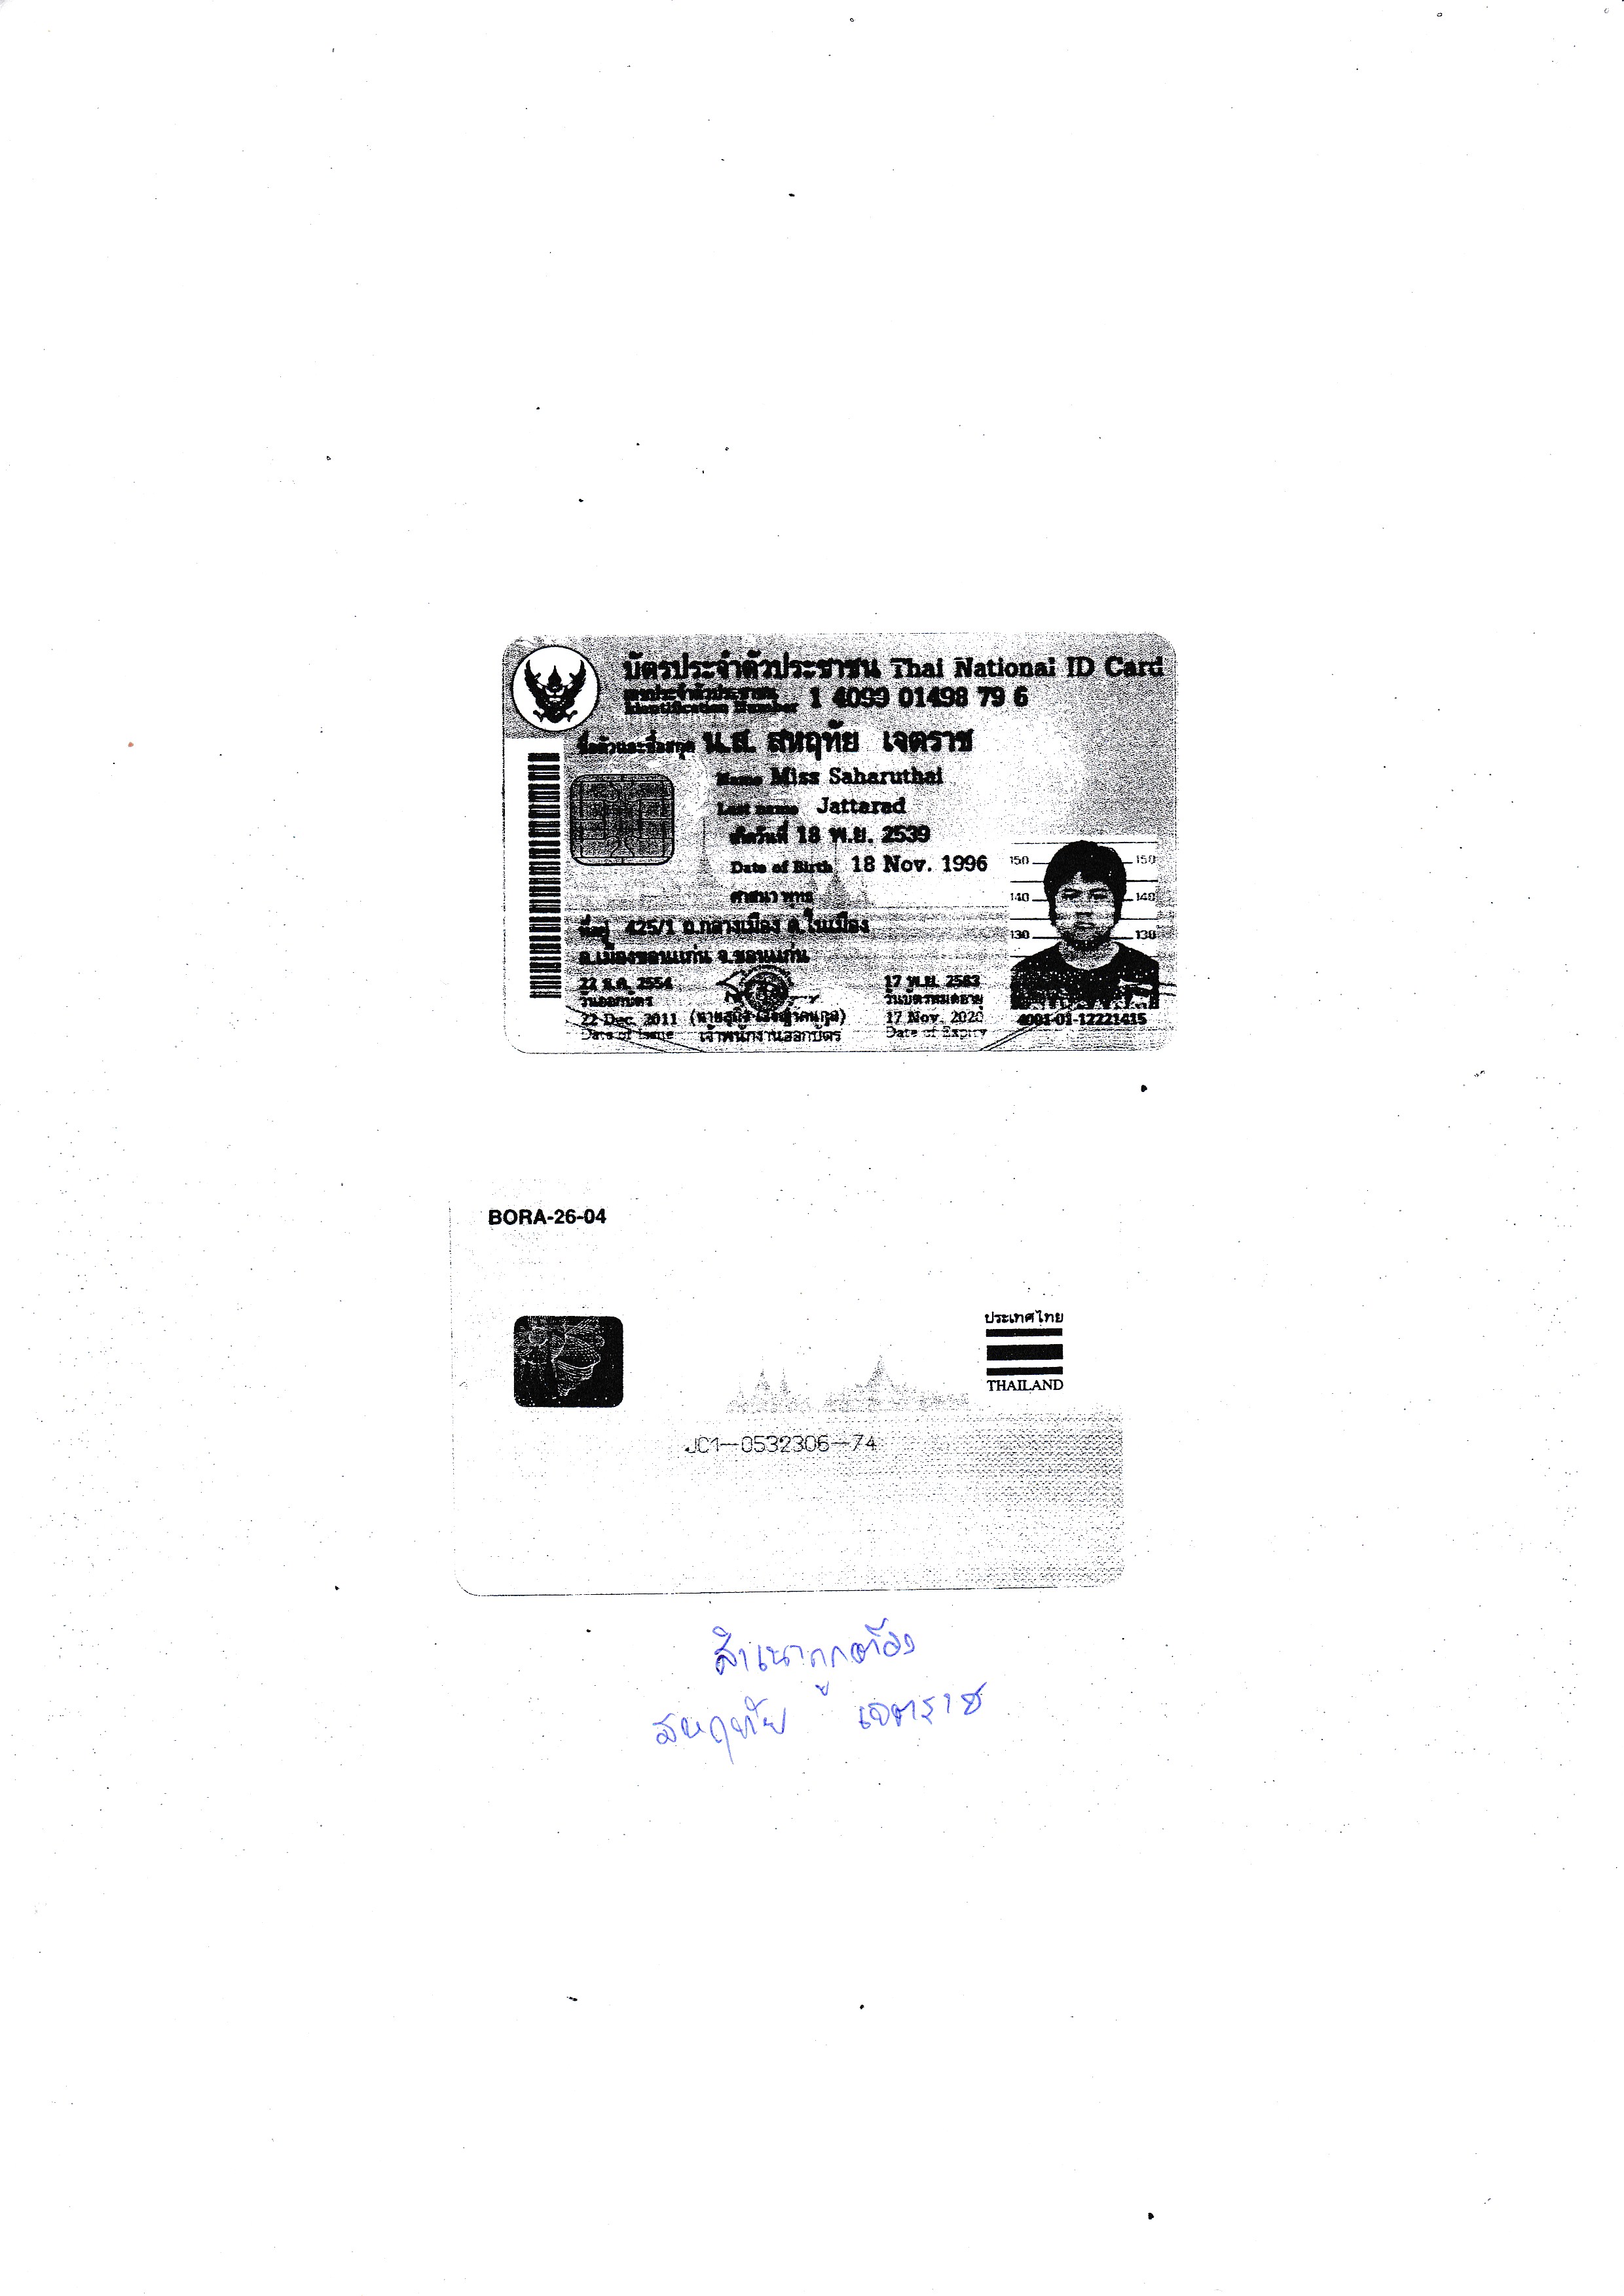 บัตรประจำตัวประชาชน Thai National ID Card
เลขประจำตัวประชาชน 1 4099 01498 79 6
Identification Number
ชื่อตัวและชื่อสกุล น.ส. สหฤทัย เจตราช
Name Miss Saharuthai
Last name Jattarad
เกิดวันที่ 18 พ.ย. 2539
Date of Birth 18 Nov. 1996
ศาสนา พุทธ
ที่อยู่ 425/1 ถ.กลางเมือง ต.ในเมือง
อ.เมืองขอนแก่น จ.ขอนแก่น
150 150
140 140
130 130
22 ธ.ค. 2554 17 พ.ย. 2563
วันออกบัตร วันบัตรหมดอายุ
22 Dec. 2011 17 Nov. 2020 4001-01-12221415
Date of Issue เจ้าพนักงานออกบัตร Date of Expiry
BORA-26-04
ประเทศไทย
THAILAND
JC1-0532306-74
สำเนาถูกต้อง
สหฤทัย เจตราช